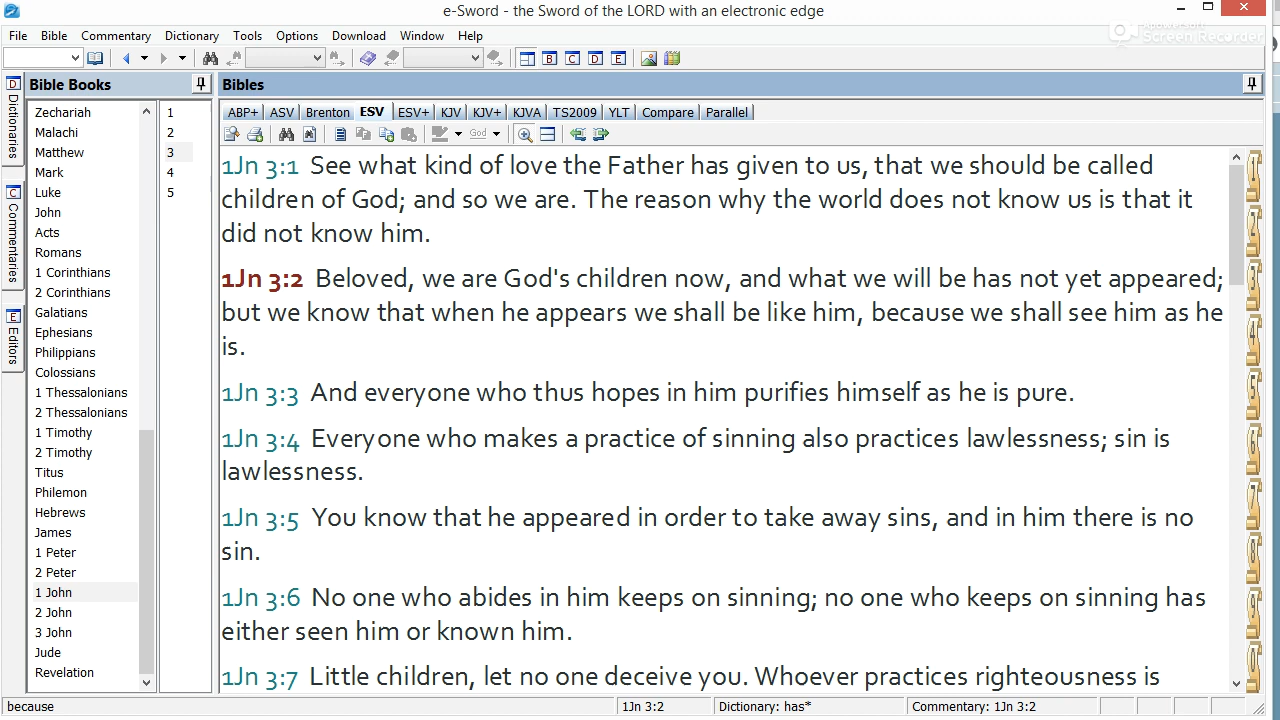 e-Sword - the Sword of the LORD with an electronic edge
File Bible Commentary Dictionary Tools Options Download Window Help
Screen Recorder
B C D E
Bible Books
Bibles
D Dictionaries
C Commentaries
E Editors
Zechariah
Malachi
Matthew
Mark
Luke
John
Acts
Romans
1 Corinthians
2 Corinthians
Galatians
Ephesians
Philippians
Colossians
1 Thessalonians
2 Thessalonians
1 Timothy
2 Timothy
Titus
Philemon
Hebrews
James
1 Peter
2 Peter
1 John
2 John
3 John
Jude
Revelation
1
2
3
4
5
ABP+ ASV Brenton ESV ESV+ KJV KJV+ KJVA TS2009 YLT Compare Parallel
God
1Jn 3:1 See what kind of love the Father has given to us, that we should be called
children of God; and so we are. The reason why the world does not know us is that it
did not know him.
1Jn 3:2 Beloved, we are God's children now, and what we will be has not yet appeared;
but we know that when he appears we shall be like him, because we shall see him as he
is.
1Jn 3:3 And everyone who thus hopes in him purifies himself as he is pure.
1Jn 3:4 Everyone who makes a practice of sinning also practices lawlessness; sin is
lawlessness.
1Jn 3:5 You know that he appeared in order to take away sins, and in him there is no
sin.
1Jn 3:6 No one who abides in him keeps on sinning; no one who keeps on sinning has
either seen him or known him.
1Jn 3:7 Little children, let no one deceive you. Whoever practices righteousness is
1
2
3
4
5
6
7
8
9
0
because
1Jn 3:2
Dictionary: has*
Commentary: 1Jn 3:2